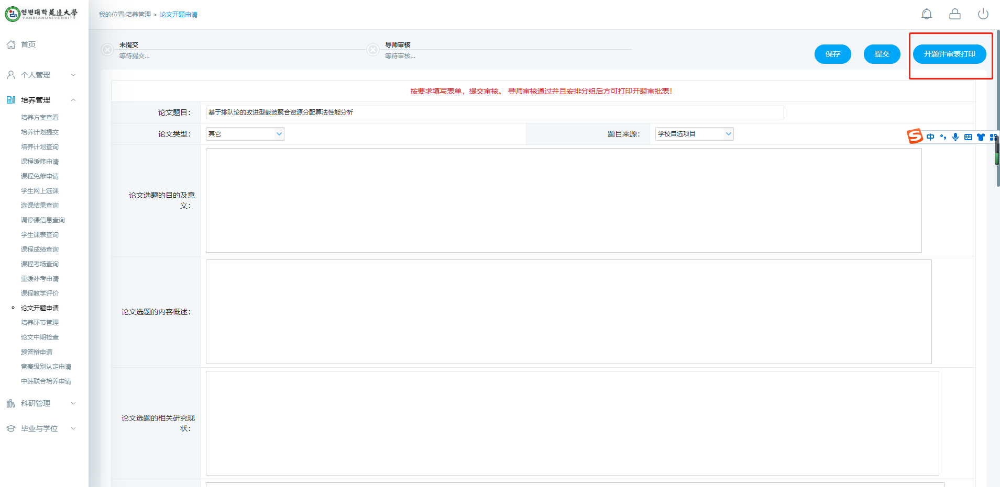 연변대학 延邊大學
YANBIANUNIVERSITY
我的位置:培养管理 > 论文开题申请
首页
个人管理
培养管理
培养方案查看
培养计划提交
培养计划查询
课程缓修申请
课程免修申请
学生网上选课
选课结果查询
调停课信息查询
学生课表查询
课程成绩查询
课程考场查询
重缓补考申请
课程教学评价
论文开题申请
培养环节管理
论文中期检查
预答辩申请
竞赛级别认定申请
中韩联合培养申请
科研管理
毕业与学位
未提交
等待提交...
导师审核
等待审核...
保存
提交
开题评审表打印
按要求填写表单，提交审核。 导师审核通过并且安排分组后方可打印开题审批表！
论文题目：
基于排队论的改进型载波聚合资源分配算法性能分析
论文类型：
其它
题目来源：
学校自选项目
S 中
论文选题的目的及意
义：
论文选题的内容概述：
论文选题的相关研究现
状：